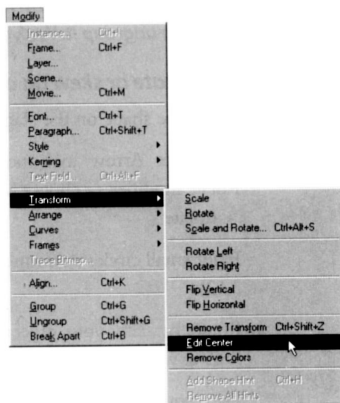 Modify
Instance... Ctrl+I
Frame... Ctrl+F
Layer...
Scene...
Movie... Ctrl+M
Font... Ctrl+T
Paragraph... Ctrl+Shift+T
Style
Kerning
Text Field... Ctrl+Alt+F
Transform
Arrange
Curves
Frames
Trace Bitmap...
Align... Ctrl+K
Group Ctrl+G
Ungroup Ctrl+Shift+G
Break Apart Ctrl+B
Scale
Rotate
Scale and Rotate... Ctrl+Alt+S
Rotate Left
Rotate Right
Flip Vertical
Flip Horizontal
Remove Transform Ctrl+Shift+Z
Edit Center
Remove Colors
Add Shape Hint Ctrl+H
Remove All Hints